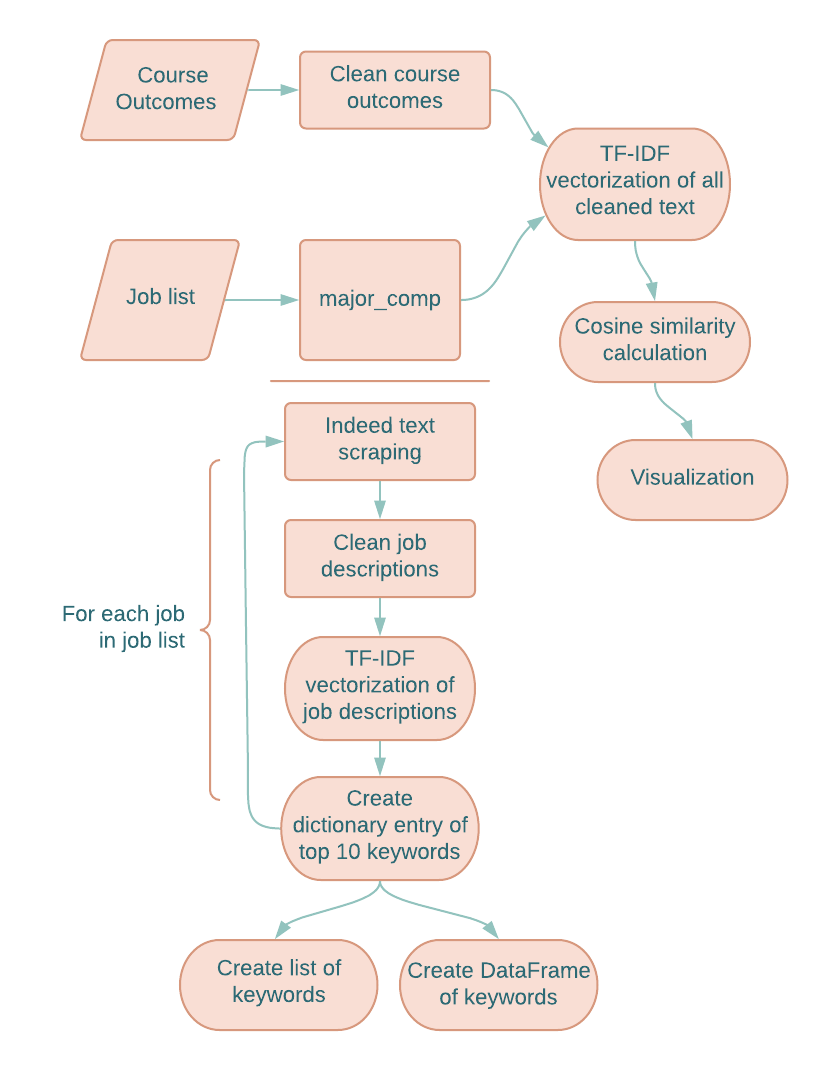 Course
Outcomes
Clean course
outcomes
TF-IDF
vectorization of all
cleaned text
Job list
major_comp
Cosine similarity
calculation
Visualization
Indeed text
scraping
Clean job
descriptions
For each job
in job list
TF-IDF
vectorization of
job descriptions
Create
dictionary entry of
top 10 keywords
Create list of
keywords
Create DataFrame
of keywords